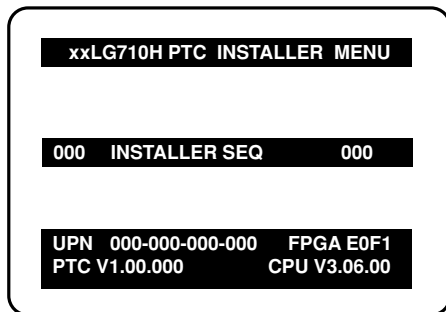 xxLG710H PTC INSTALLER MENU
000 INSTALLER SEQ 000
UPN 000-000-000-000 FPGA E0F1
PTC V1.00.000 CPU V3.06.00